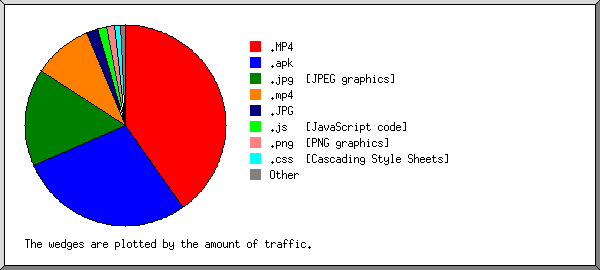 .MP4
.apk
.jpg [JPEG graphics]
.mp4
.JPG
.js [JavaScript code]
.png [PNG graphics]
.css [Cascading Style Sheets]
Other
The wedges are plotted by the amount of traffic.